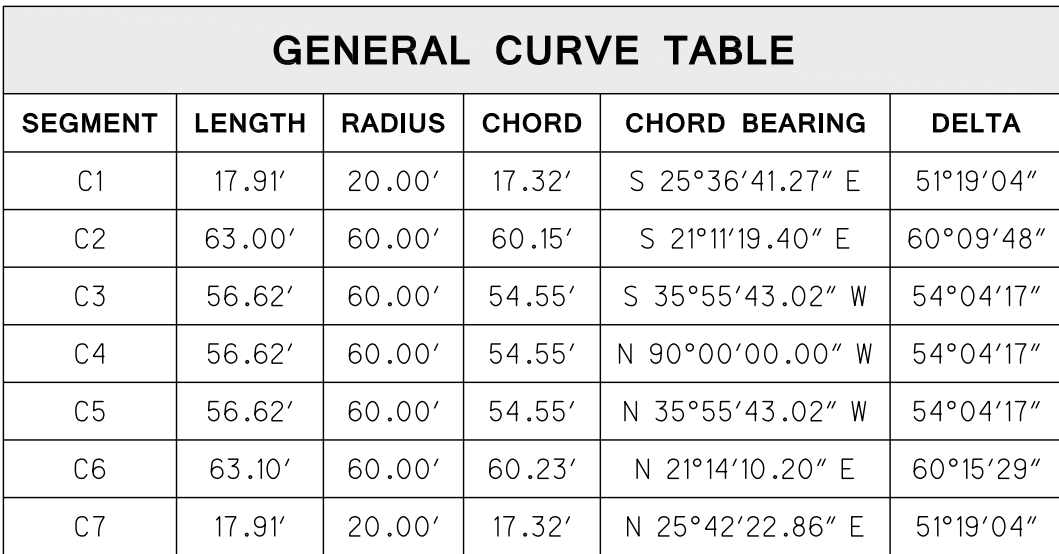 GENERAL CURVE TABLE
SEGMENT LENGTH RADIUS CHORD CHORD BEARING DELTA
C1 17.91′ 20.00′ 17.32′ S 25°36′41.27″ E 51°19′04″
C2 63.00′ 60.00′ 60.15′ S 21°11′19.40″ E 60°09′48″
C3 56.62′ 60.00′ 54.55′ S 35°55′43.02″ W 54°04′17″
C4 56.62′ 60.00′ 54.55′ N 90°00′00.00″ W 54°04′17″
C5 56.62′ 60.00′ 54.55′ N 35°55′43.02″ W 54°04′17″
C6 63.10′ 60.00′ 60.23′ N 21°14′10.20″ E 60°15′29″
C7 17.91′ 20.00′ 17.32′ N 25°42′22.86″ E 51°19′04″